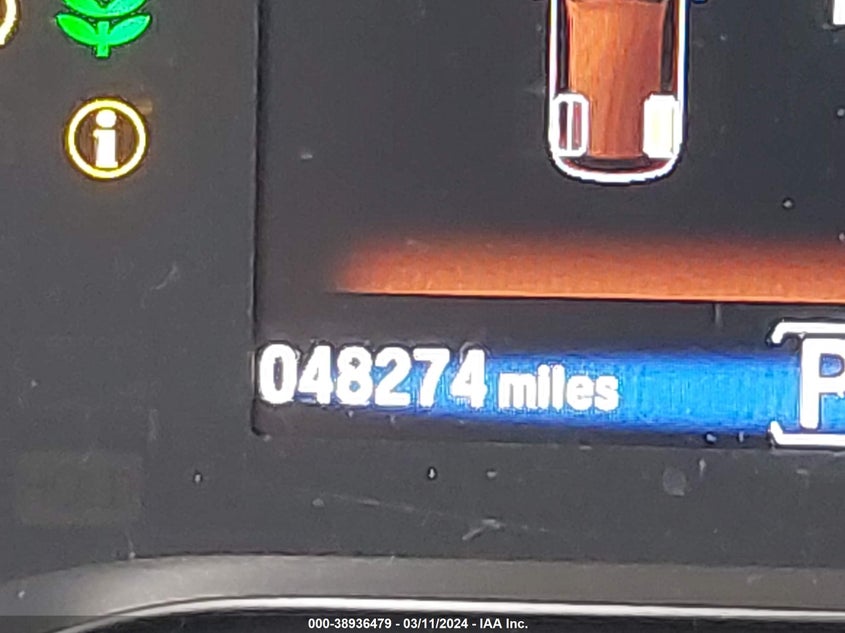 i
048274 miles
P
000-38936479 - 03/11/2024 - IAA Inc.